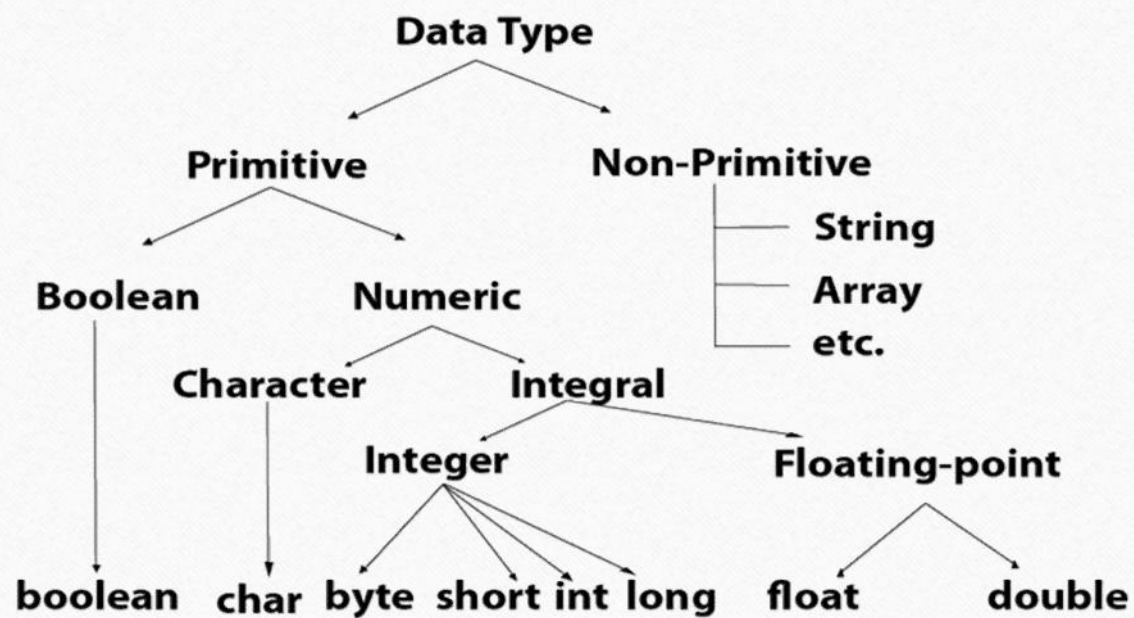 Data Type
Primitive
Non-Primitive
String
Boolean
Numeric
Array
etc.
Character
Integral
Integer
Floating-point
boolean
char
byte
short
int
long
float
double